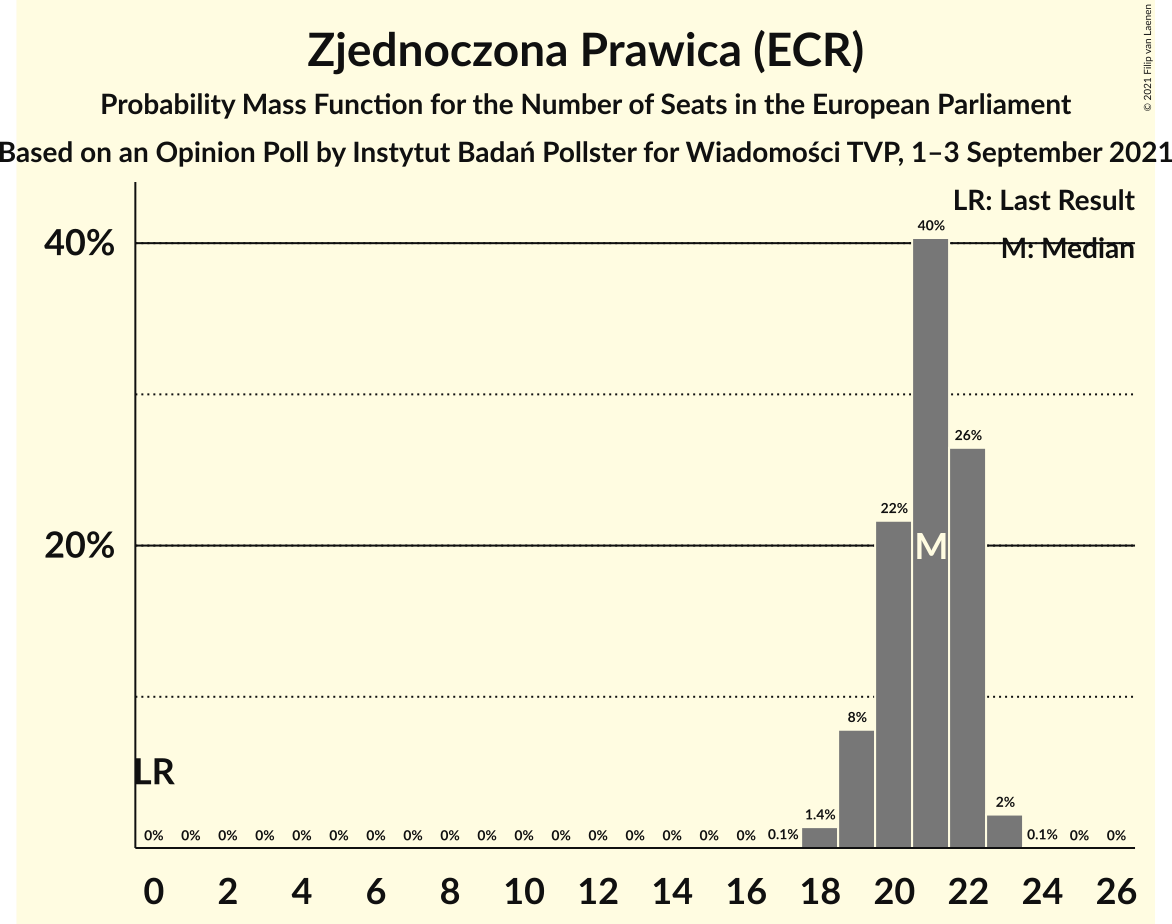 Zjednoczona Prawica (ECR)
Probability Mass Function for the Number of Seats in the European Parliament
Based on an Opinion Poll by Instytut Badań Pollster for Wiadomości TVP, 1–3 September 2021
© 2021 Filip van Laenen
LR: Last Result
M: Median
40%
20%
40%
26%
22%
M
8%
LR
2%
1.4%
0% 0% 0% 0% 0% 0% 0% 0% 0% 0% 0% 0% 0% 0% 0% 0% 0% 0.1% 0.1% 0% 0%
0 2 4 6 8 10 12 14 16 18 20 22 24 26